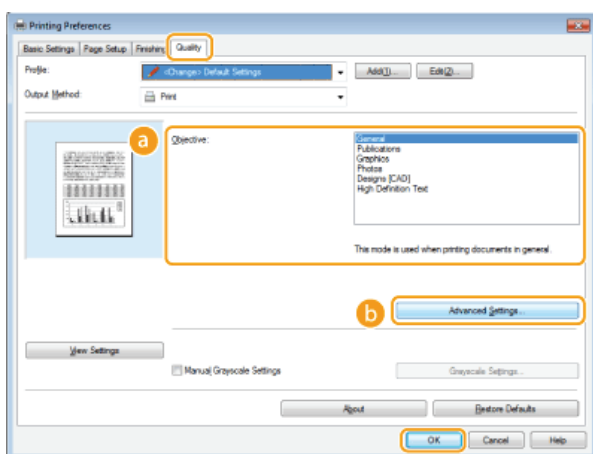 Printing Preferences
Basic Settings Page Setup Finishing Quality
Profile: <Change> Default Settings Add(1)... Edit(2)...
Output Method: Print
a
Objective: General
Publications
Graphics
Photos
Designs [CAD]
High Definition Text
This mode is used when printing documents in general.
b Advanced Settings...
View Settings
Manual Grayscale Settings Grayscale Settings...
About Restore Defaults
OK Cancel Help